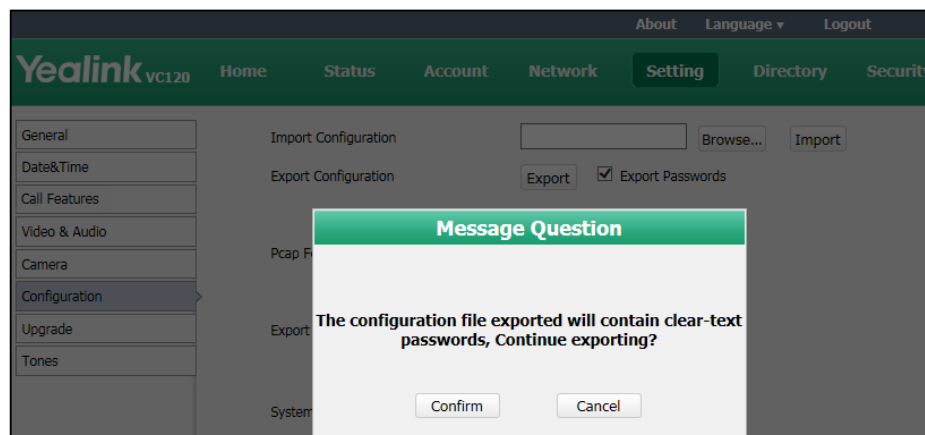 About Language ▾ Logout
Yealink VC120 Home Status Account Network Setting Directory
General
Date&Time
Call Features
Video & Audio
Camera
Configuration
Upgrade
Tones
Import Configuration Browse... Import
Export Configuration Export Export Passwords
Pcap
Export
System
Message Question
The configuration file exported will contain clear-text
passwords, Continue exporting?
Confirm Cancel